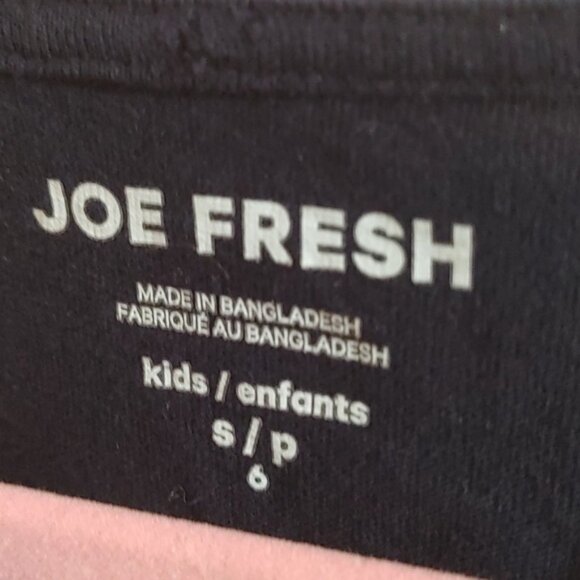 JOE FRESH
MADE IN BANGLADESH
FABRIQUÉ AU BANGLADESH
kids / enfants
s / p
6